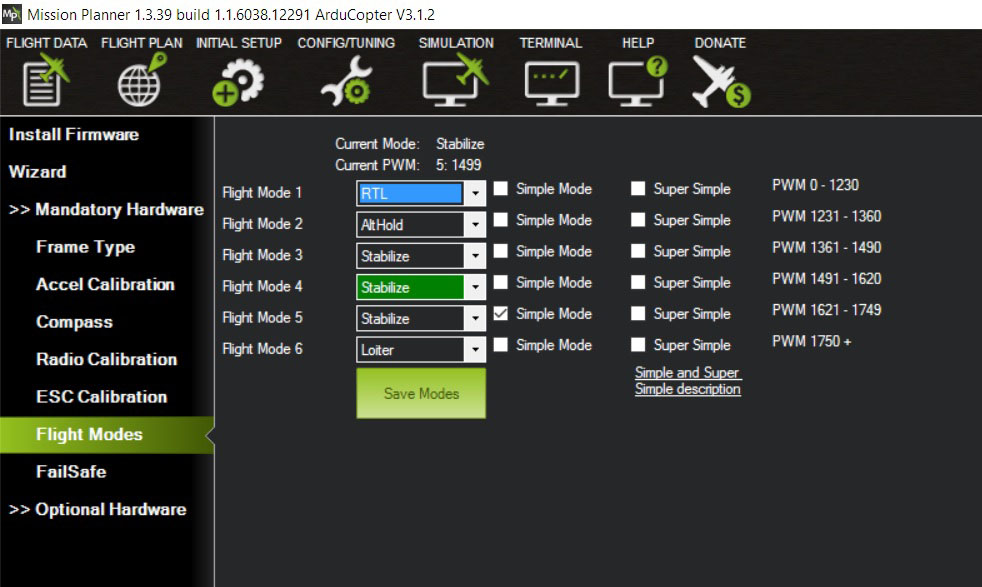 Mission Planner 1.3.39 build 1.1.6038.12291 ArduCopter V3.1.2
FLIGHT DATA FLIGHT PLAN INITIAL SETUP CONFIG/TUNING SIMULATION TERMINAL HELP DONATE
Install Firmware
Wizard
>> Mandatory Hardware
Frame Type
Accel Calibration
Compass
Radio Calibration
ESC Calibration
Flight Modes
FailSafe
>> Optional Hardware
Current Mode: Stabilize
Current PWM: 5: 1499
Flight Mode 1 RTL Simple Mode Super Simple PWM 0 - 1230
Flight Mode 2 AltHold Simple Mode Super Simple PWM 1231 - 1360
Flight Mode 3 Stabilize Simple Mode Super Simple PWM 1361 - 1490
Flight Mode 4 Stabilize Simple Mode Super Simple PWM 1491 - 1620
Flight Mode 5 Stabilize Simple Mode Super Simple PWM 1621 - 1749
Flight Mode 6 Loiter Simple Mode Super Simple PWM 1750 +
Save Modes
Simple and Super
Simple description